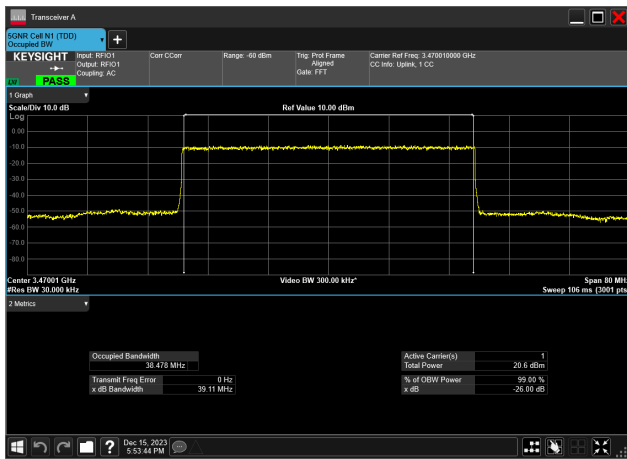 Transceiver A
5GNR Cell N1 (TDD)
Occupied BW
+
KEYSIGHT
Input: RFIO1
Output: RFIO1
Coupling: AC
Corr CCorr
Range: -60 dBm
Trig: Prot Frame
Aligned
Gate: FFT
Carrier Ref Freq: 3.470010000 GHz
CC Info: Uplink, 1 CC
PASS
1 Graph
Scale/Div 10.0 dB
Ref Value 10.00 dBm
Log
0.00
-10.0
-20.0
-30.0
-40.0
-50.0
-60.0
-70.0
-80.0
Center 3.47001 GHz
Video BW 300.00 kHz*
Span 80 MHz
#Res BW 30.000 kHz
Sweep 106 ms (3001 pts
2 Metrics
Occupied Bandwidth
38.478 MHz
Transmit Freq Error 0 Hz
x dB Bandwidth 39.11 MHz
Active Carrier(s) 1
Total Power 20.6 dBm
% of OBW Power 99.00 %
x dB -26.00 dB
?
Dec 15, 2023
5:53:44 PM